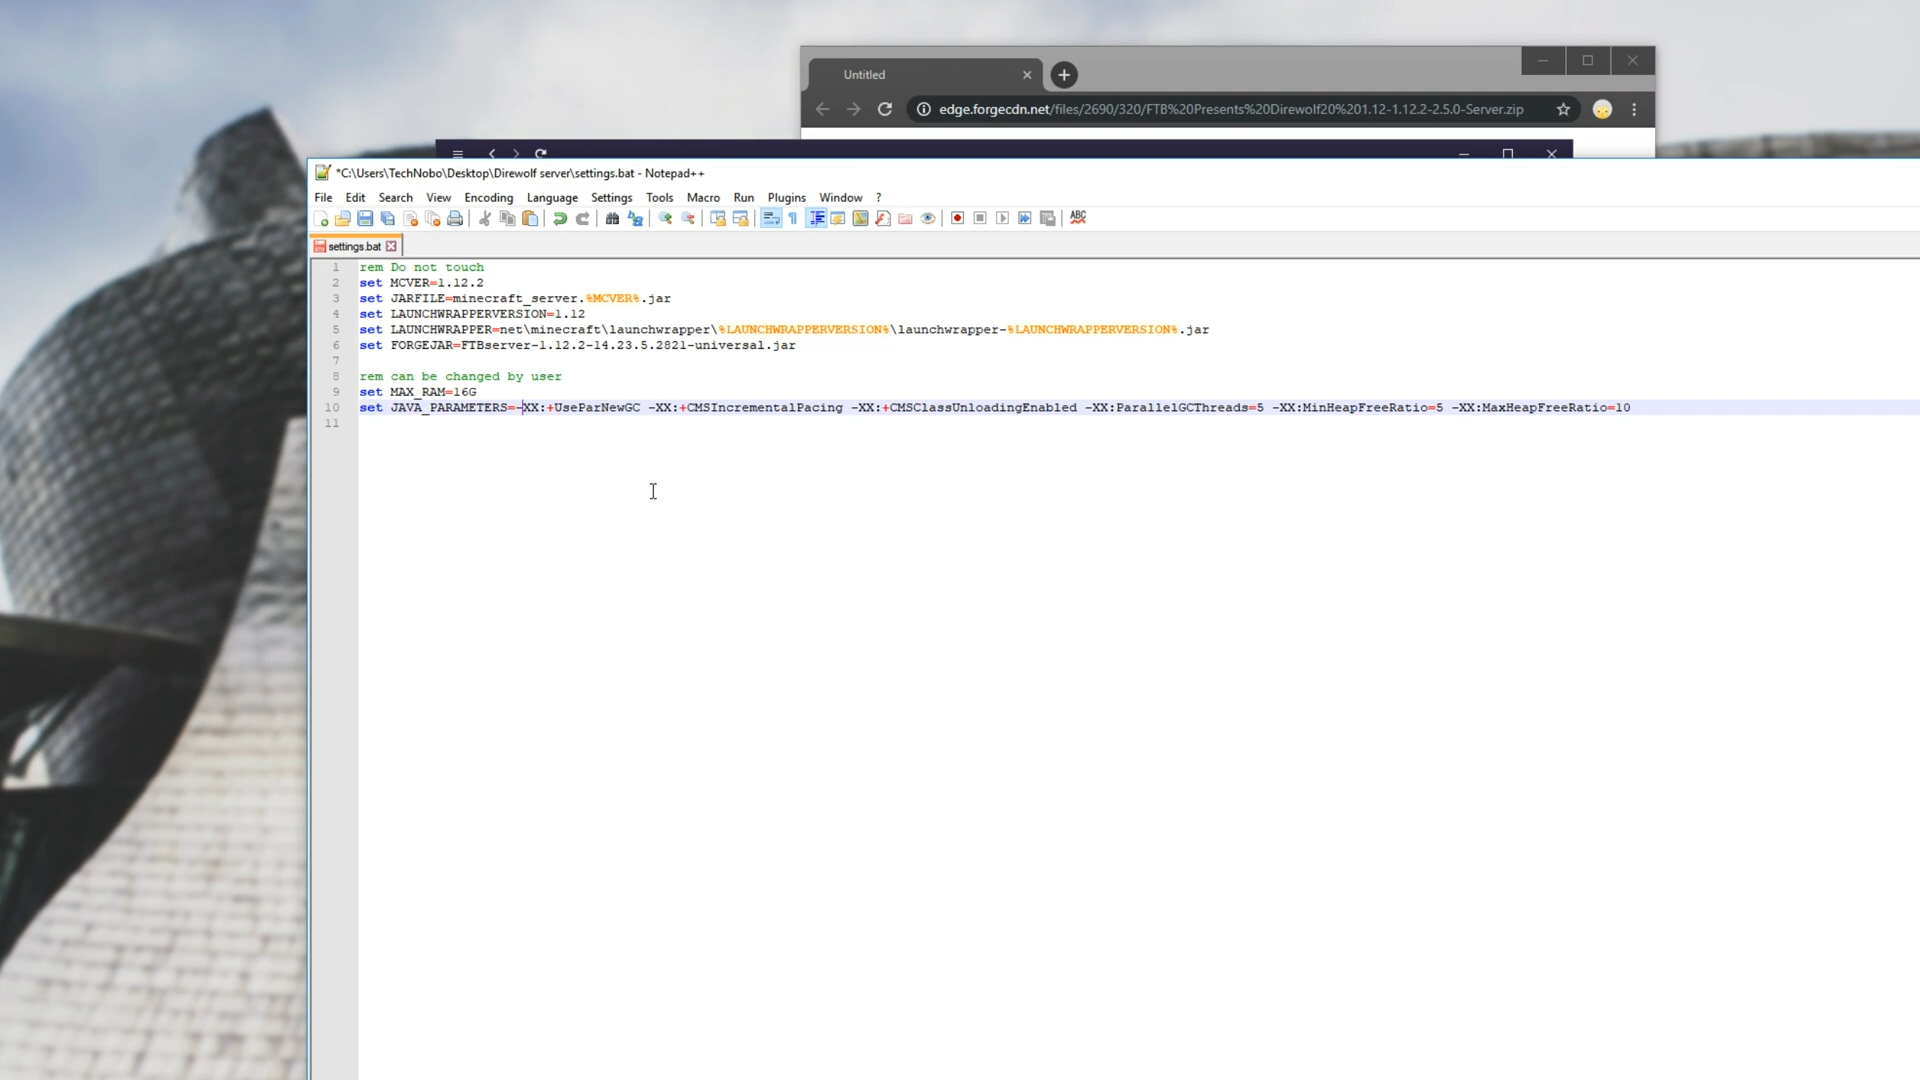 Untitled
edge.forgecdn.net/files/2690/320/FTB%20Presents%20Direwolf20%201.12-1.12.2-2.5.0-Server.zip
*C:\Users\TechNobo\Desktop\Direwolf server\settings.bat - Notepad++
File Edit Search View Encoding Language Settings Tools Macro Run Plugins Window ?
ABC
settings.bat
1 rem Do not touch
2 set MCVER=1.12.2
3 set JARFILE=minecraft_server.%MCVER%.jar
4 set LAUNCHWRAPPERVERSION=1.12
5 set LAUNCHWRAPPER=net\minecraft\launchwrapper\%LAUNCHWRAPPERVERSION%\launchwrapper-%LAUNCHWRAPPERVERSION%.jar
6 set FORGEJAR=FTBserver-1.12.2-14.23.5.2821-universal.jar
7
8 rem can be changed by user
9 set MAX_RAM=16G
10 set JAVA_PARAMETERS=-XX:+UseParNewGC -XX:+CMSIncrementalPacing -XX:+CMSClassUnloadingEnabled -XX:ParallelGCThreads=5 -XX:MinHeapFreeRatio=5 -XX:MaxHeapFreeRatio=10
11